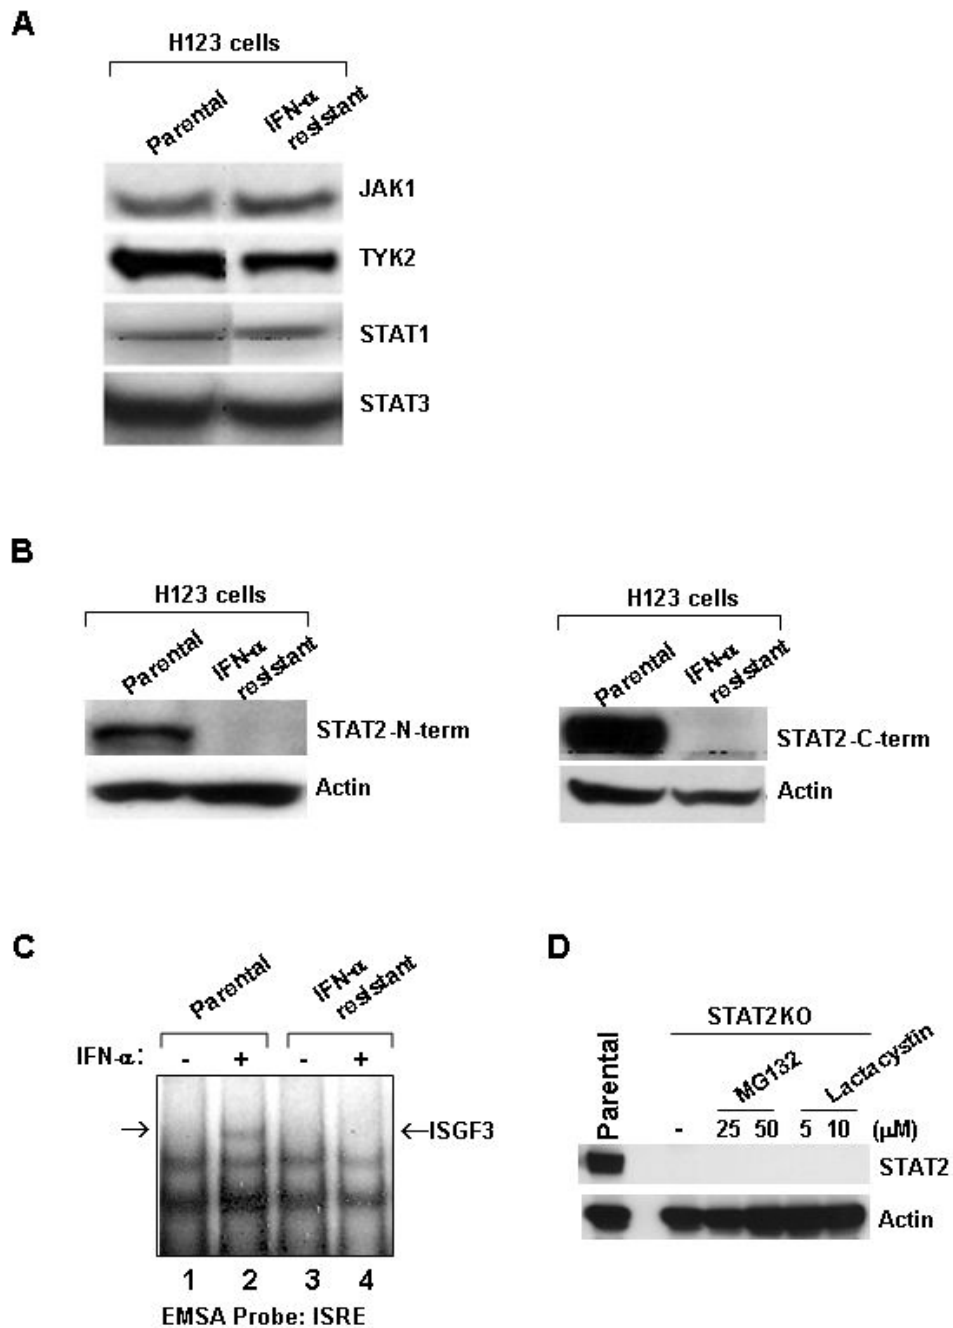 A
H123 cells
Parental
IFN-α
resistant
JAK1
TYK2
STAT1
STAT3
B
H123 cells
Parental
IFN-α
resistant
STAT2-N-term
Actin
H123 cells
Parental
IFN-α
resistant
STAT2-C-term
Actin
C
Parental
IFN-α
resistant
IFN-α: - + - +
→ ←ISGF3
1 2 3 4
EMSA Probe: ISRE
D
Parental
STAT2KO
MG132 Lactacystin
- 25 50 5 10 (μM)
STAT2
Actin